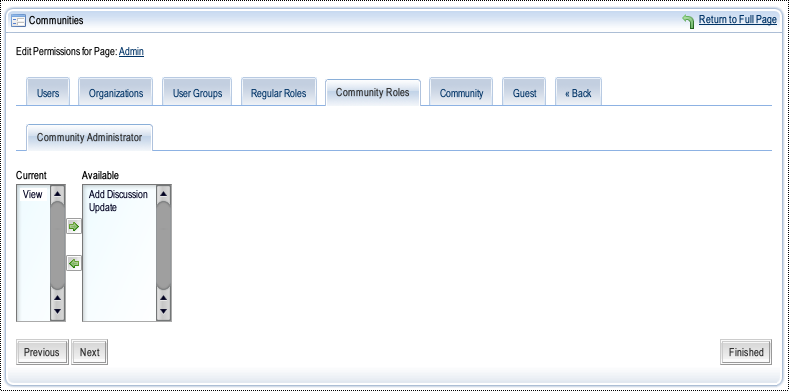 Communities
Return to Full Page
Edit Permissions for Page: Admin
Users Organizations User Groups Regular Roles Community Roles Community Guest « Back
Community Administrator
Current Available
View Add Discussion
Update
Previous Next Finished